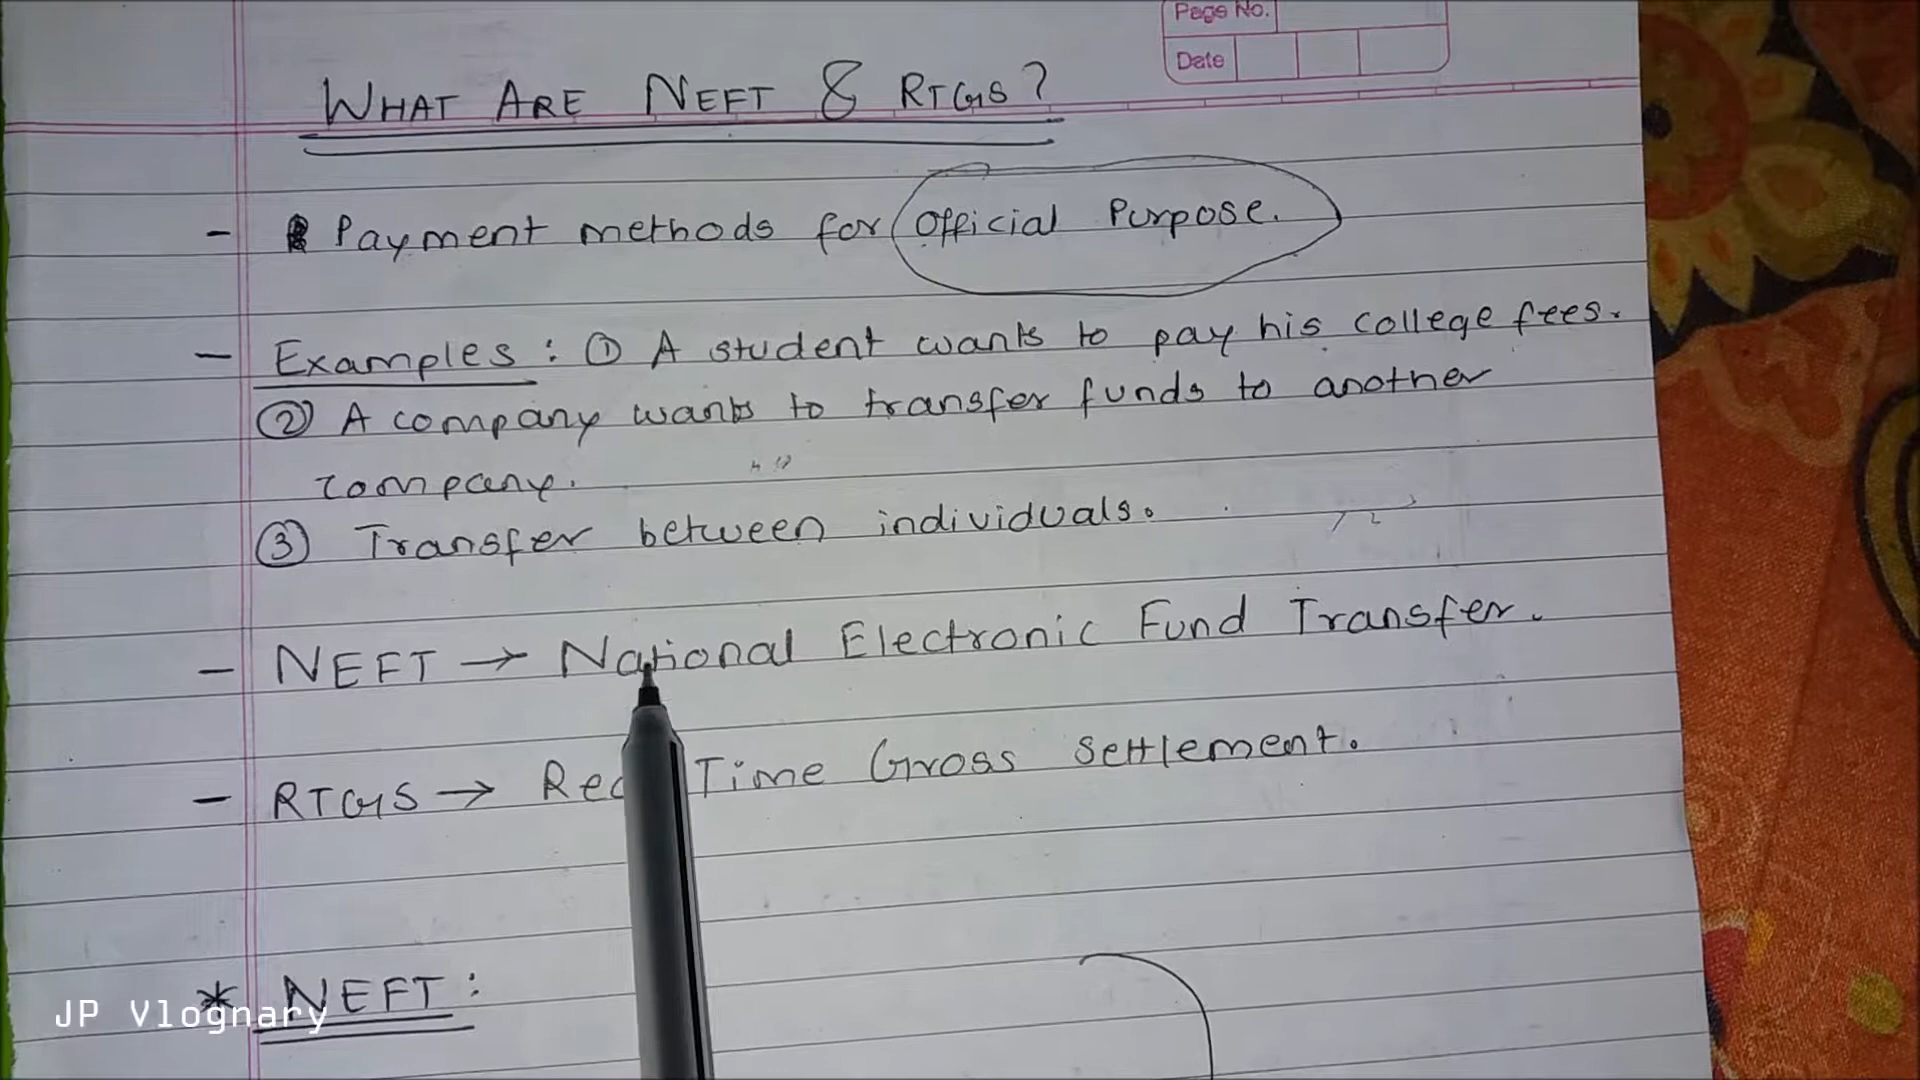 Page No.
Date
WHAT ARE NEFT & RTGS?
- Payment methods for Official Purpose.
- Examples : ① A student wants to pay his college fees.
② A company wants to transfer funds to another
company.
③ Transfer between individuals.
- NEFT → National Electronic Fund Transfer.
- RTGS → Time Gross Settlement.
* NEFT :
JP Vlognary